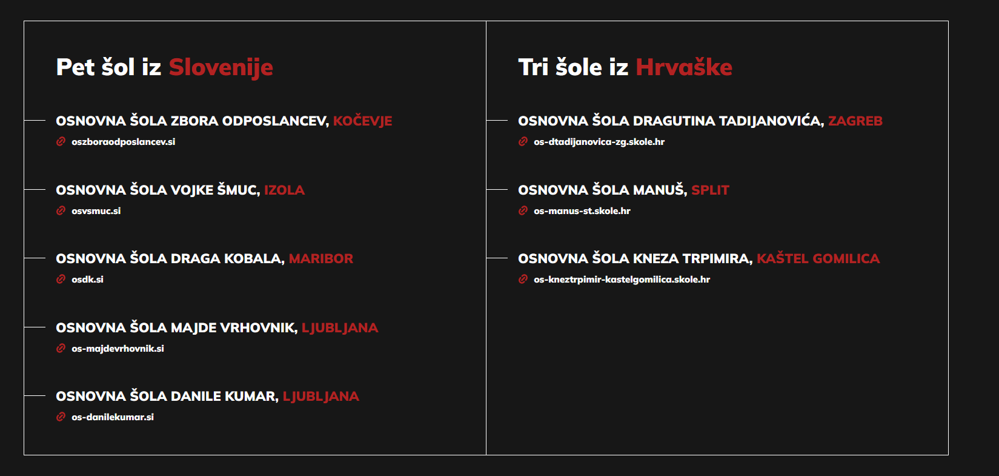 Pet šol iz Slovenije
OSNOVNA ŠOLA ZBORA ODPOSLANCEV, KOČEVJE
oszboraodposlancev.si
OSNOVNA ŠOLA VOJKE ŠMUC, IZOLA
osvsmuc.si
OSNOVNA ŠOLA DRAGA KOBALA, MARIBOR
osdk.si
OSNOVNA ŠOLA MAJDE VRHOVNIK, LJUBLJANA
os-majdevrhovnik.si
OSNOVNA ŠOLA DANILE KUMAR, LJUBLJANA
os-danilekumar.si
Tri šole iz Hrvaške
OSNOVNA ŠOLA DRAGUTINA TADIJANOVIĆA, ZAGREB
os-dtadijanovica-zg.skole.hr
OSNOVNA ŠOLA MANUŠ, SPLIT
os-manus-st.skole.hr
OSNOVNA ŠOLA KNEZA TRPIMIRA, KAŠTEL GOMILICA
os-kneztrpimir-kastelgomilica.skole.hr